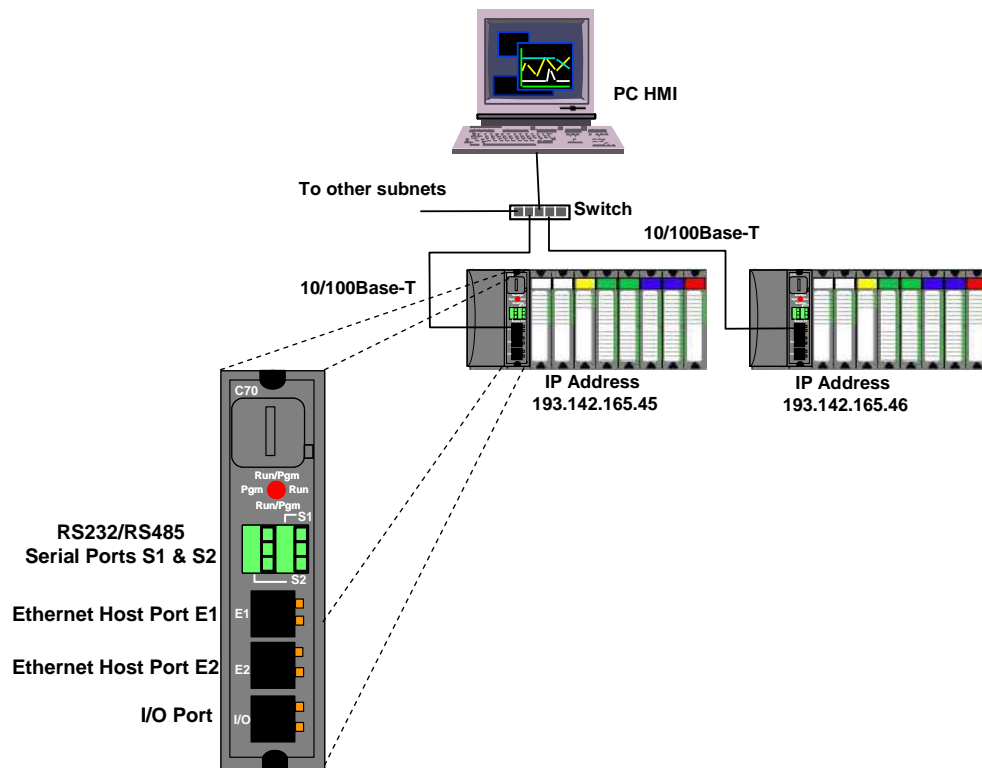 PC HMI
To other subnets
Switch
10/100Base-T
10/100Base-T
IP Address
193.142.165.45
IP Address
193.142.165.46
C70
Run/Pgm
Pgm
Run
Run/Pgm
S1
RS232/RS485
Serial Ports S1 & S2
S2
Ethernet Host Port E1
E1
Ethernet Host Port E2
E2
I/O Port
I/O